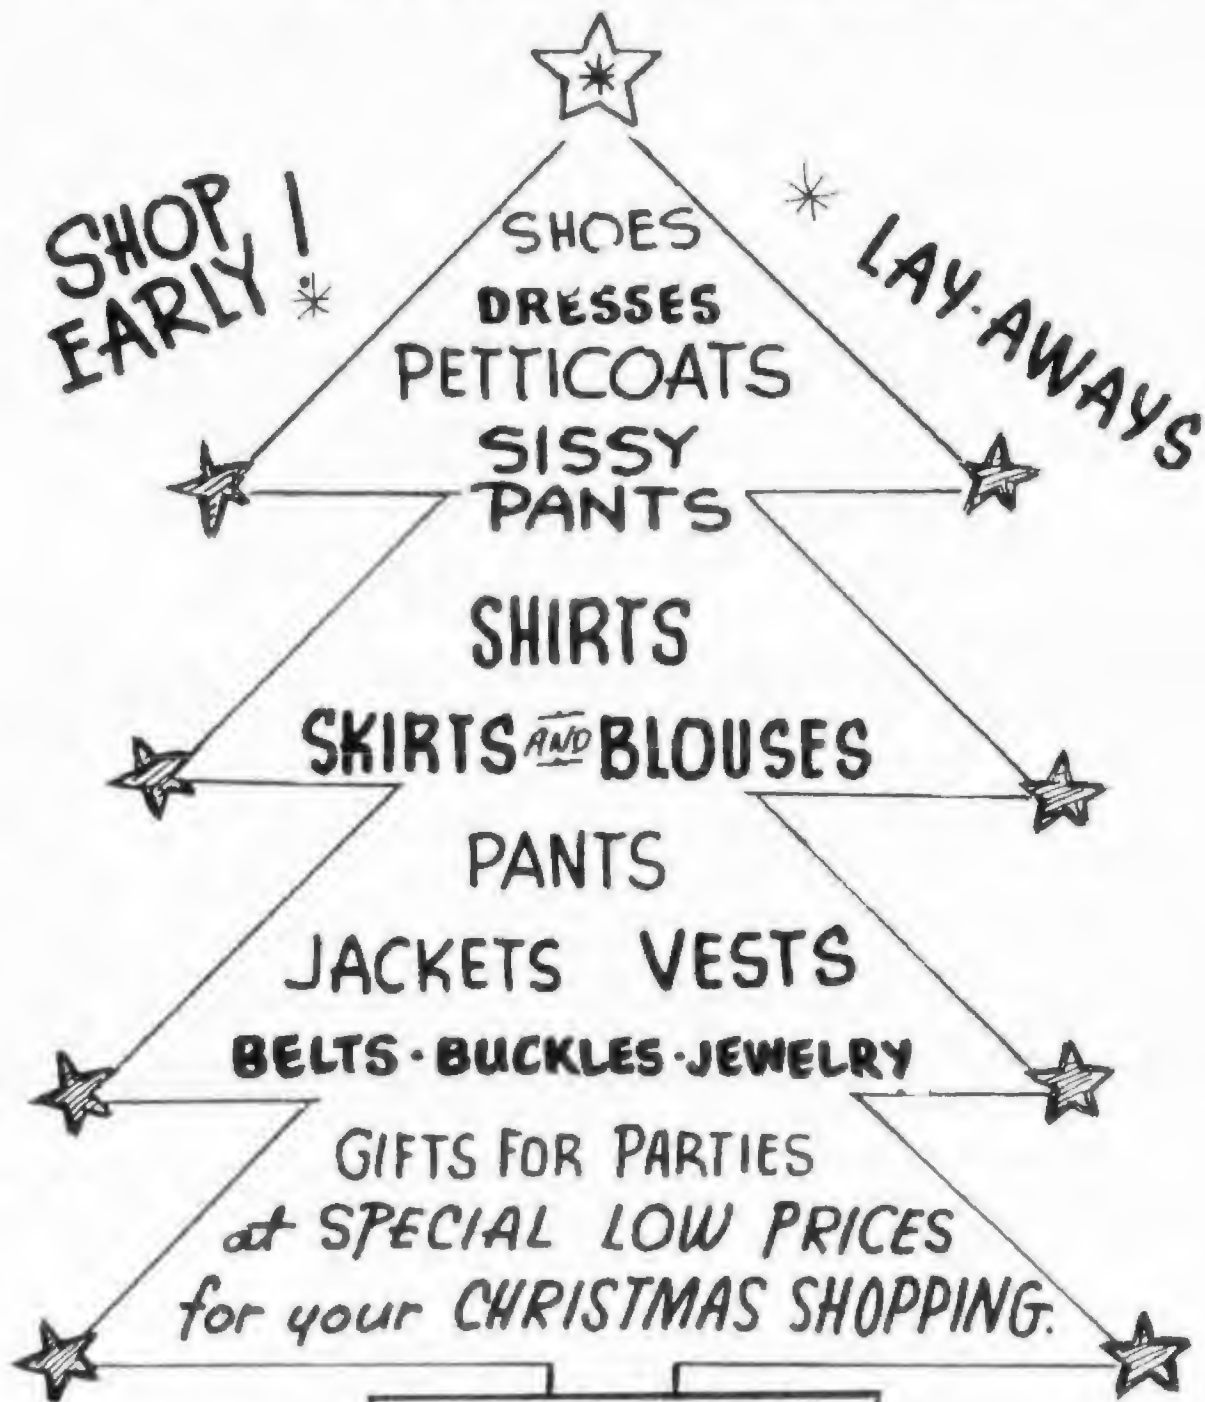 SHOP
EARLY!
LAY-AWAYS
SHOES
DRESSES
PETTICOATS
SISSY
PANTS
SHIRTS
SKIRTS AND BLOUSES
PANTS
JACKETS VESTS
BELTS · BUCKLES · JEWELRY
GIFTS FOR PARTIES
at SPECIAL LOW PRICES
for your CHRISTMAS SHOPPING.